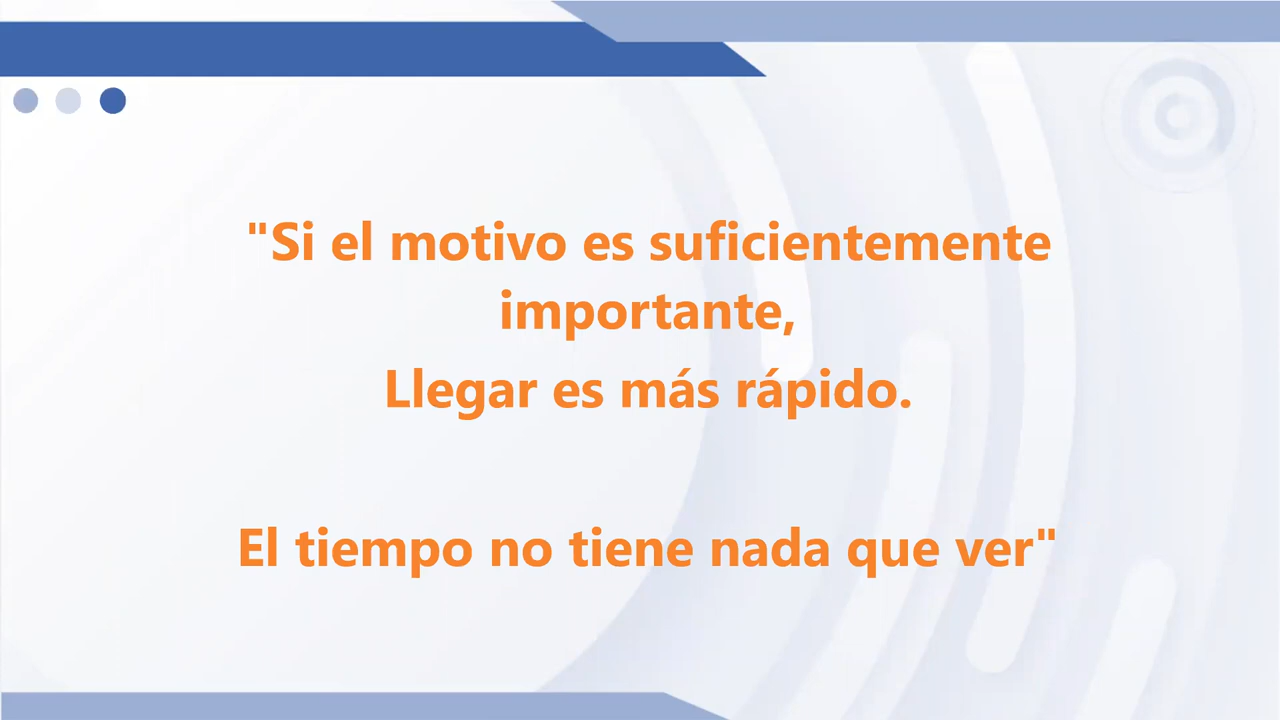 "Si el motivo es suficientemente
importante,
Llegar es más rápido.
El tiempo no tiene nada que ver"